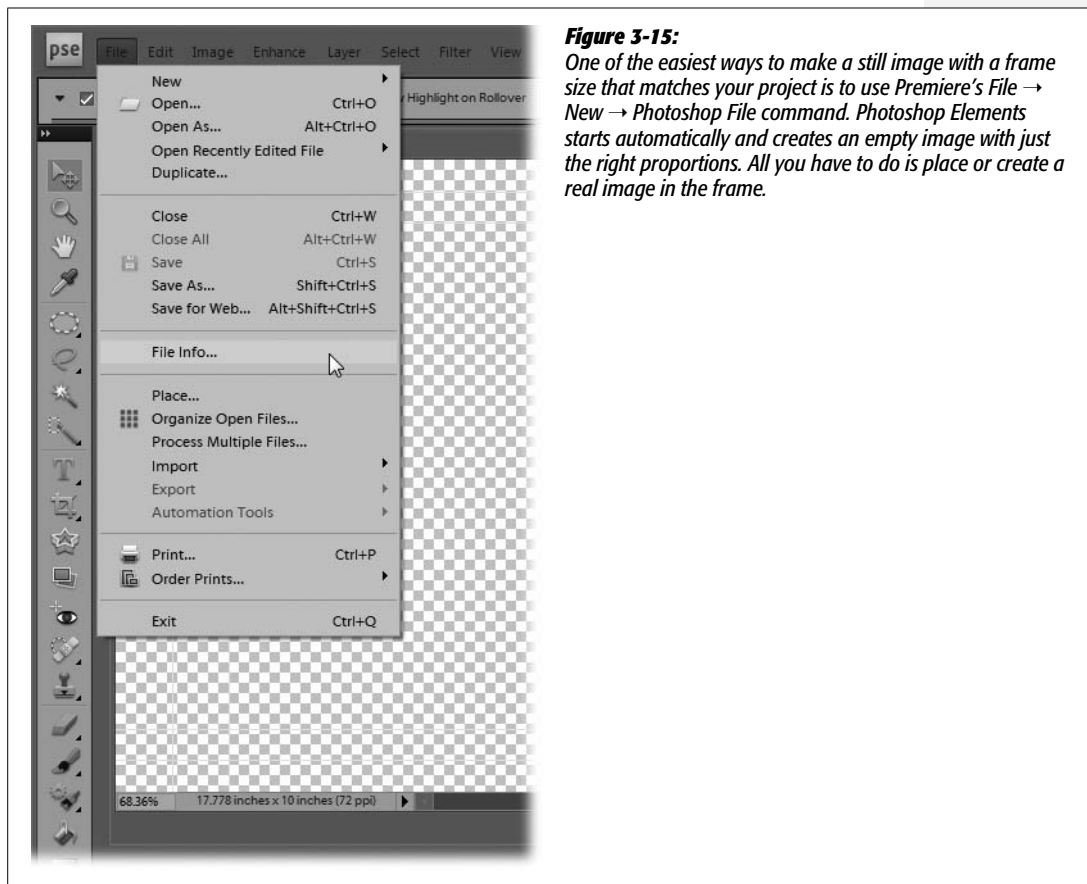 pse File Edit Image Enhance Layer Select Filter View
Highlight on Rollover
New
Open... Ctrl+O
Open As... Alt+Ctrl+O
Open Recently Edited File
Duplicate...
Close Ctrl+W
Close All Alt+Ctrl+W
Save Ctrl+S
Save As... Shift+Ctrl+S
Save for Web... Alt+Shift+Ctrl+S
File Info...
Place...
Organize Open Files...
Process Multiple Files...
Import
Export
Automation Tools
Print... Ctrl+P
Order Prints...
Exit Ctrl+Q
68.36% 17.778 inches x 10 inches (72 ppi)
Figure 3-15:
One of the easiest ways to make a still image with a frame
size that matches your project is to use Premiere's File →
New → Photoshop File command. Photoshop Elements
starts automatically and creates an empty image with just
the right proportions. All you have to do is place or create a
real image in the frame.